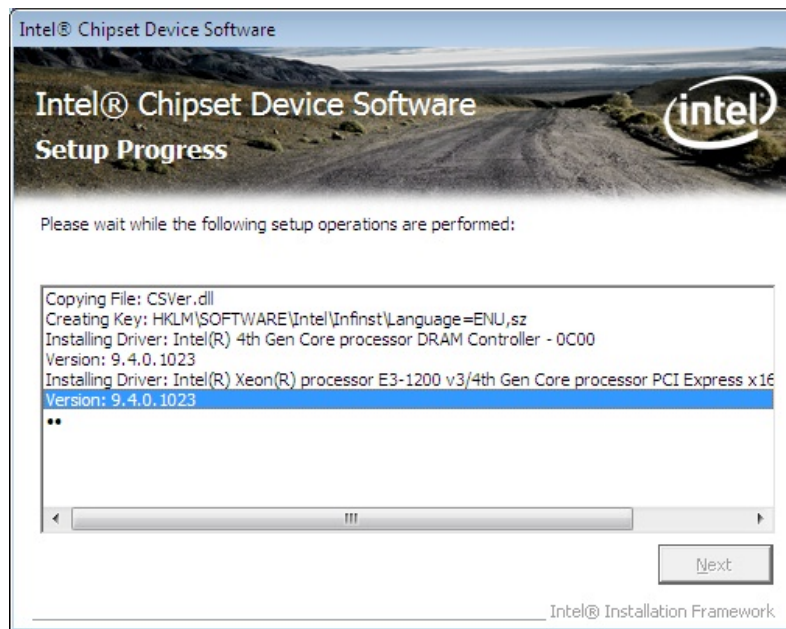 Intel® Chipset Device Software
Intel® Chipset Device Software
intel
Setup Progress
Please wait while the following setup operations are performed:
Copying File: CSVer.dll
Creating Key: HKLM\SOFTWARE\Intel\Infinst\Language=ENU,sz
Installing Driver: Intel(R) 4th Gen Core processor DRAM Controller - 0C00
Version: 9.4.0.1023
Installing Driver: Intel(R) Xeon(R) processor E3-1200 v3/4th Gen Core processor PCI Express x16
Version: 9.4.0.1023
••
Next
Intel® Installation Framework